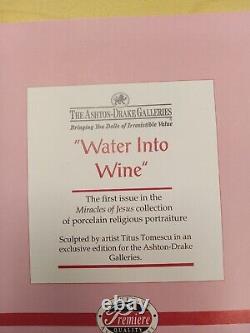 THE ASHTON-DRAKE GALLERIES
Bringing You Dolls of Irresistible Value
"Water Into
Wine"
The first issue in the
Miracles of Jesus collection
of porcelain religious portraiture
Sculpted by artist Titus Tomescu in an
exclusive edition for the Ashton-Drake
Galleries.
Première
QUALITY
ebay